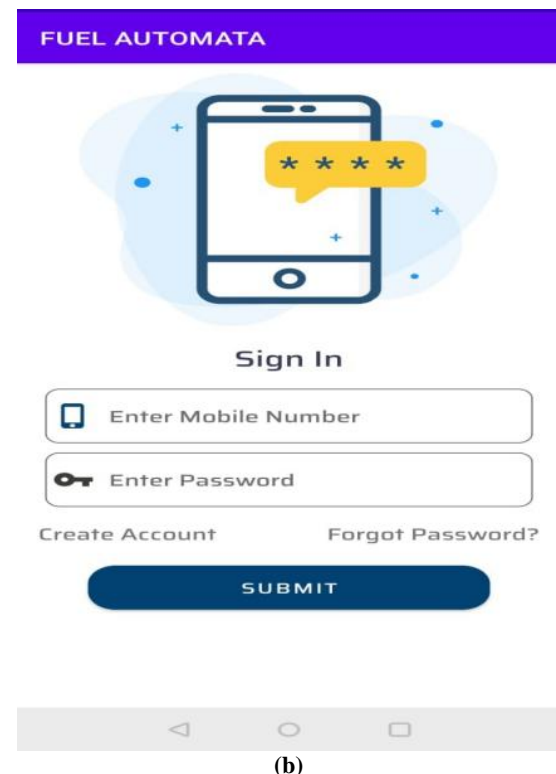 FUEL AUTOMATA
* * * *
Sign In
Enter Mobile Number
Enter Password
Create Account Forgot Password?
SUBMIT
(b)